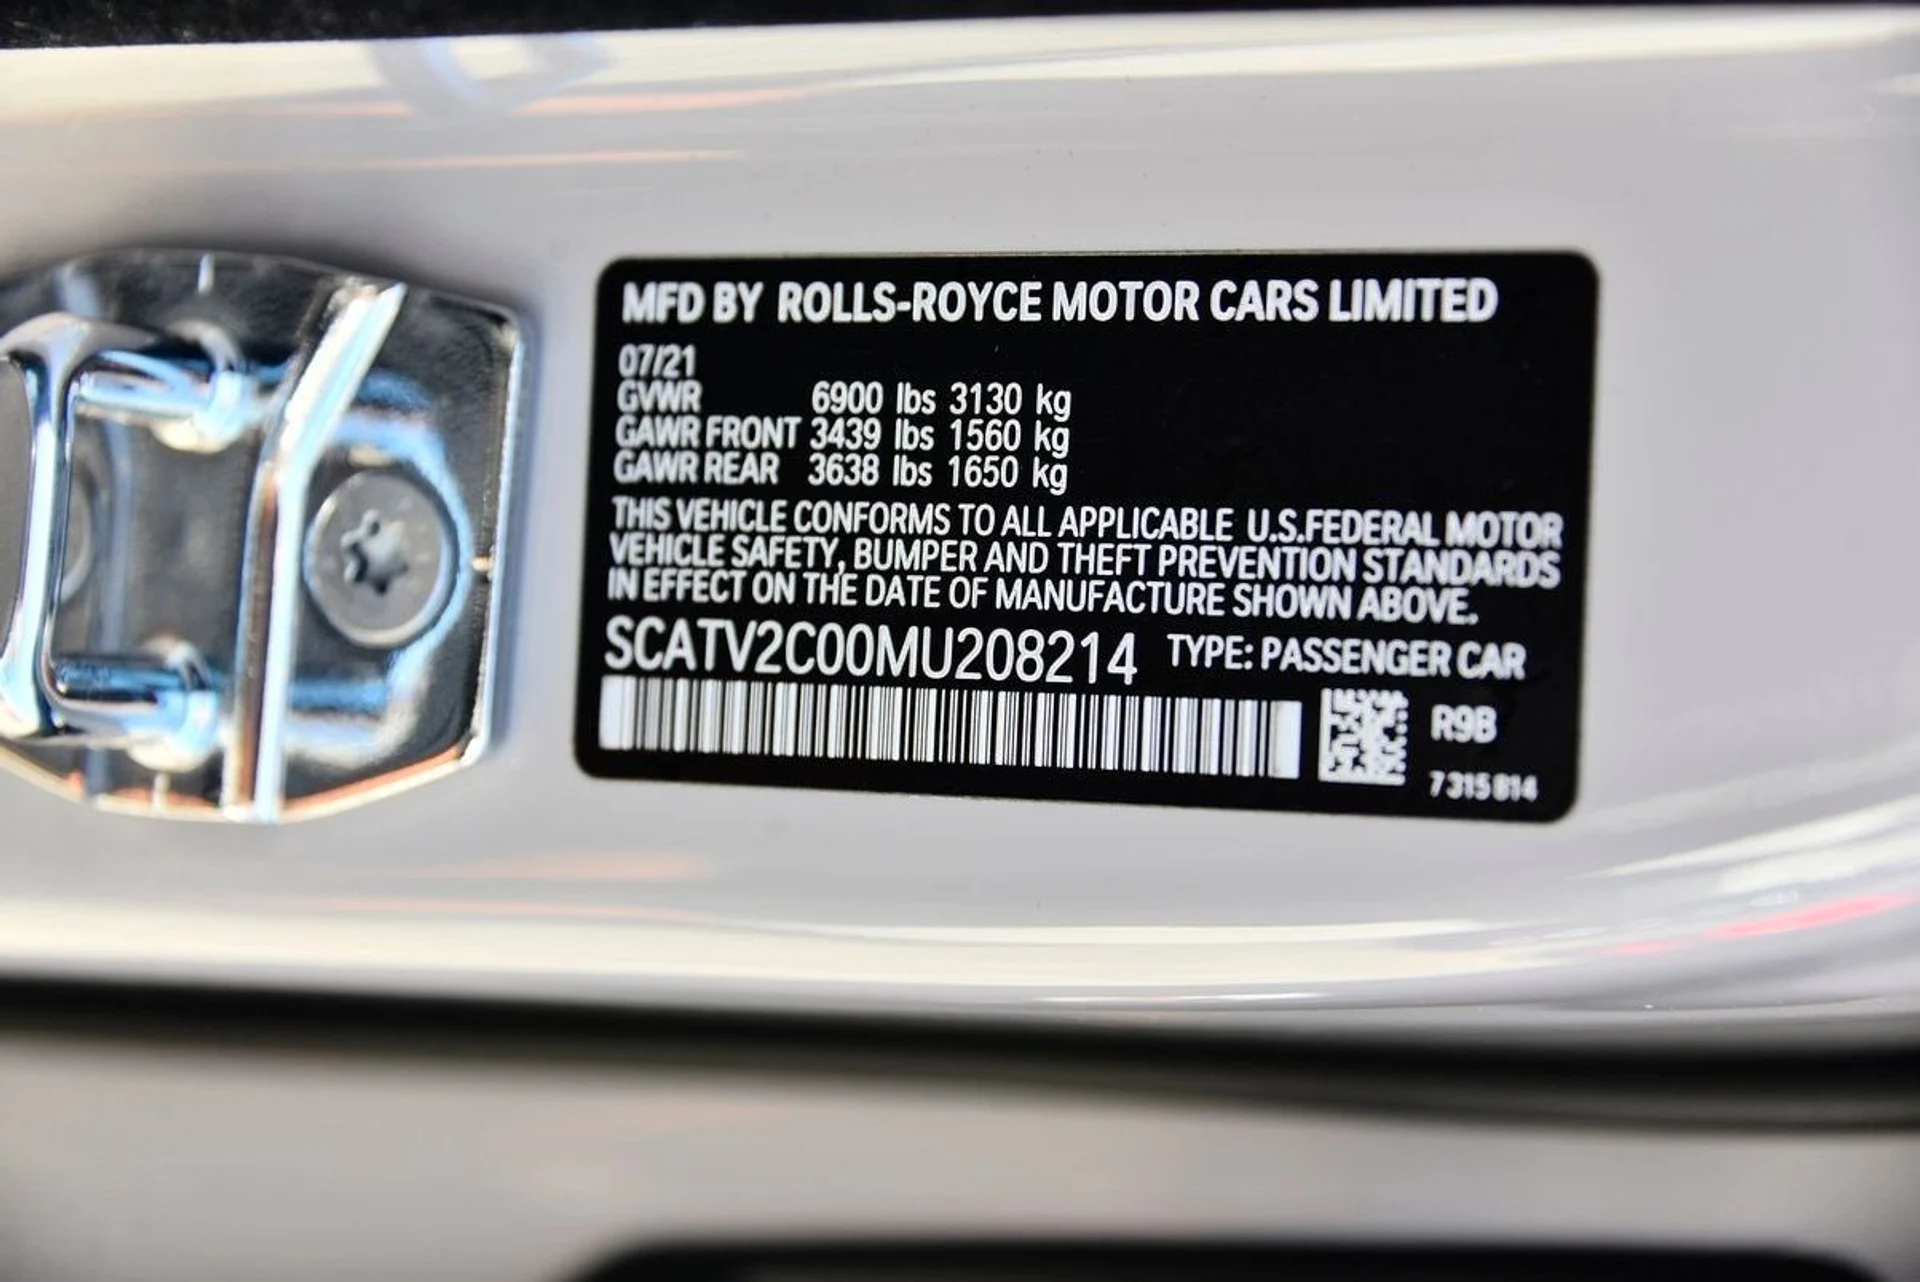 MFD BY ROLLS-ROYCE MOTOR CARS LIMITED
07/21
GVWR 6900 lbs 3130 kg
GAWR FRONT 3439 lbs 1560 kg
GAWR REAR 3638 lbs 1650 kg
THIS VEHICLE CONFORMS TO ALL APPLICABLE U.S.FEDERAL MOTOR
VEHICLE SAFETY, BUMPER AND THEFT PREVENTION STANDARDS
IN EFFECT ON THE DATE OF MANUFACTURE SHOWN ABOVE.
SCATV2C00MU208214 TYPE: PASSENGER CAR
R9B
7 315 814